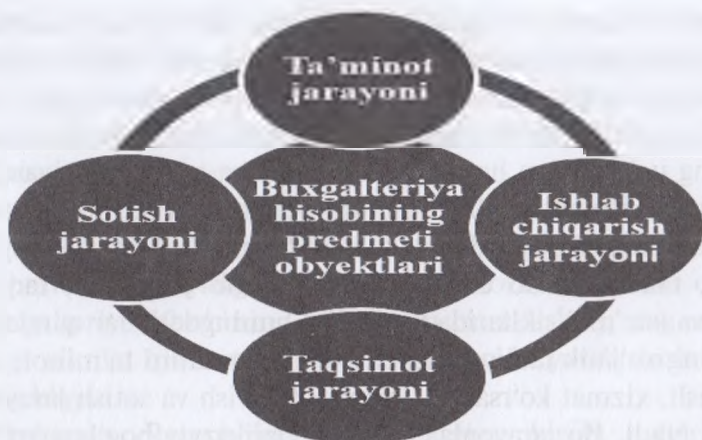 Ta'minot
jarayoni
Sotish
jarayoni
Buxgalteriya
hisobining
predmeti
obyektlari
Ishlab
chiqarish
jarayoni
Taqsimot
jarayoni